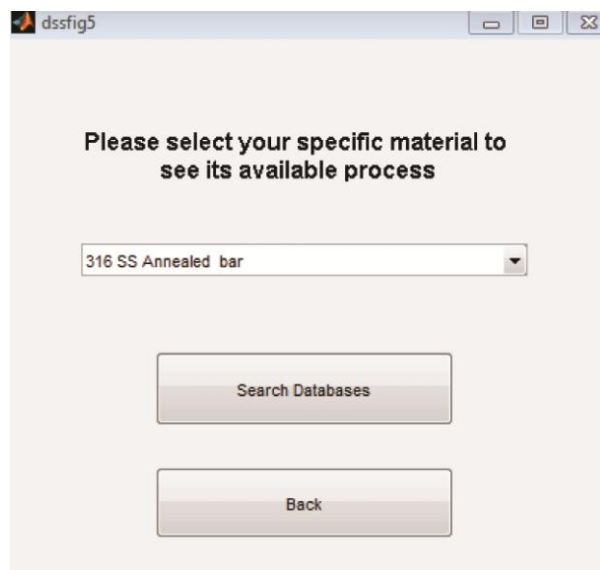 dssfig5
Please select your specific material to
see its available process
316 SS Annealed bar
Search Databases
Back